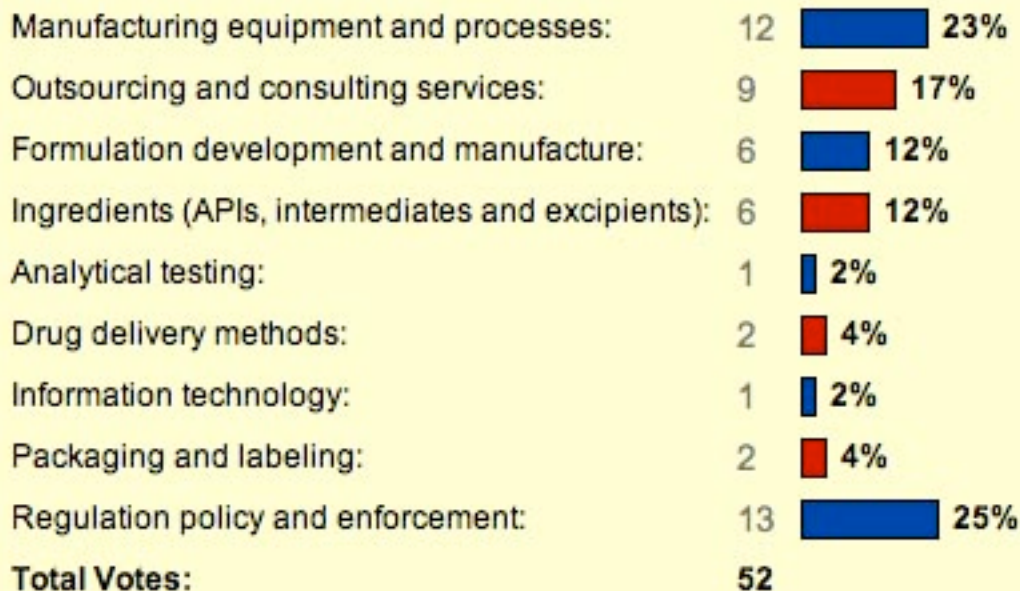 Manufacturing equipment and processes: 12 23%
Outsourcing and consulting services: 9 17%
Formulation development and manufacture: 6 12%
Ingredients (APIs, intermediates and excipients): 6 12%
Analytical testing: 1 2%
Drug delivery methods: 2 4%
Information technology: 1 2%
Packaging and labeling: 2 4%
Regulation policy and enforcement: 13 25%
Total Votes: 52